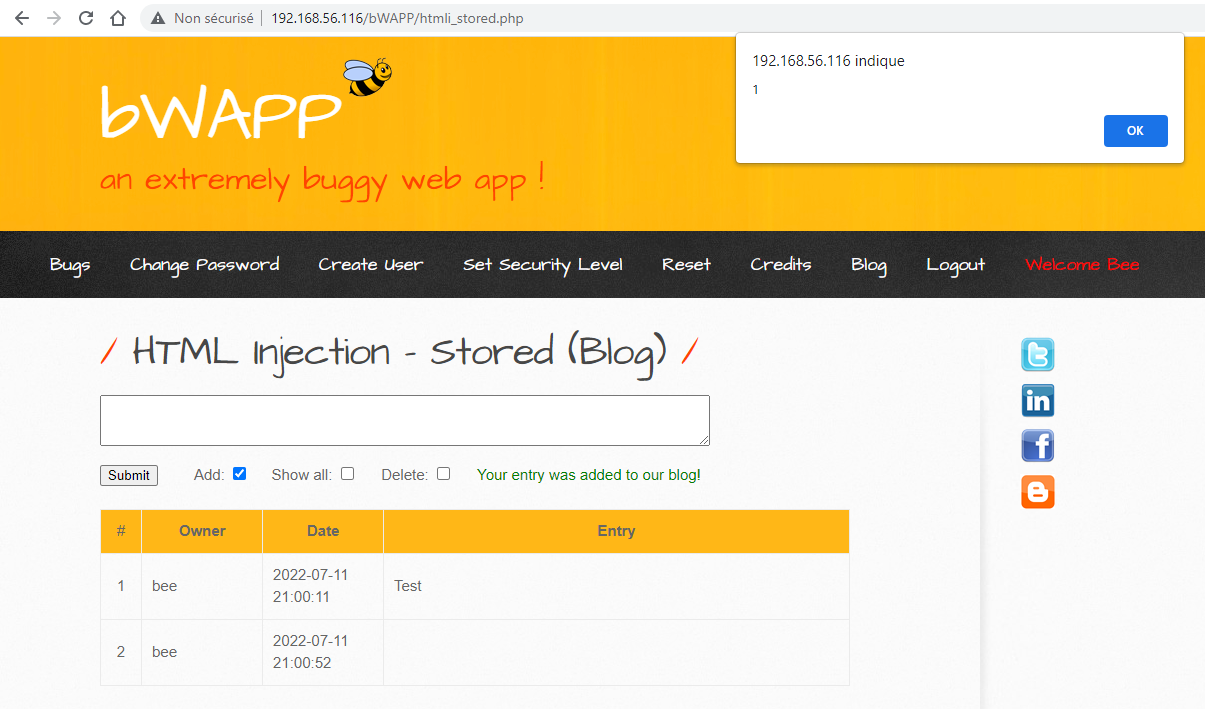 Non sécurisé 192.168.56.116/bWAPP/htmli_stored.php
192.168.56.116 indique
1
OK
bWAPP
an extremely buggy web app !
Bugs Change Password Create User Set Security Level Reset Credits Blog Logout Welcome Bee
/ HTML Injection - Stored (Blog) /
Submit Add: Show all: Delete: Your entry was added to our blog!
# Owner Date Entry
1 bee 2022-07-11 Test
21:00:11
2 bee 2022-07-11
21:00:52